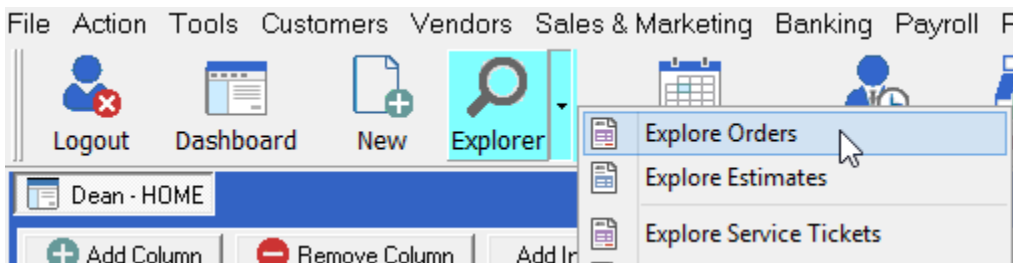 File Action Tools Customers Vendors Sales & Marketing Banking Payroll
Logout Dashboard New Explorer
Explore Orders
Explore Estimates
Explore Service Tickets
Dean - HOME
Add Column Remove Column Add